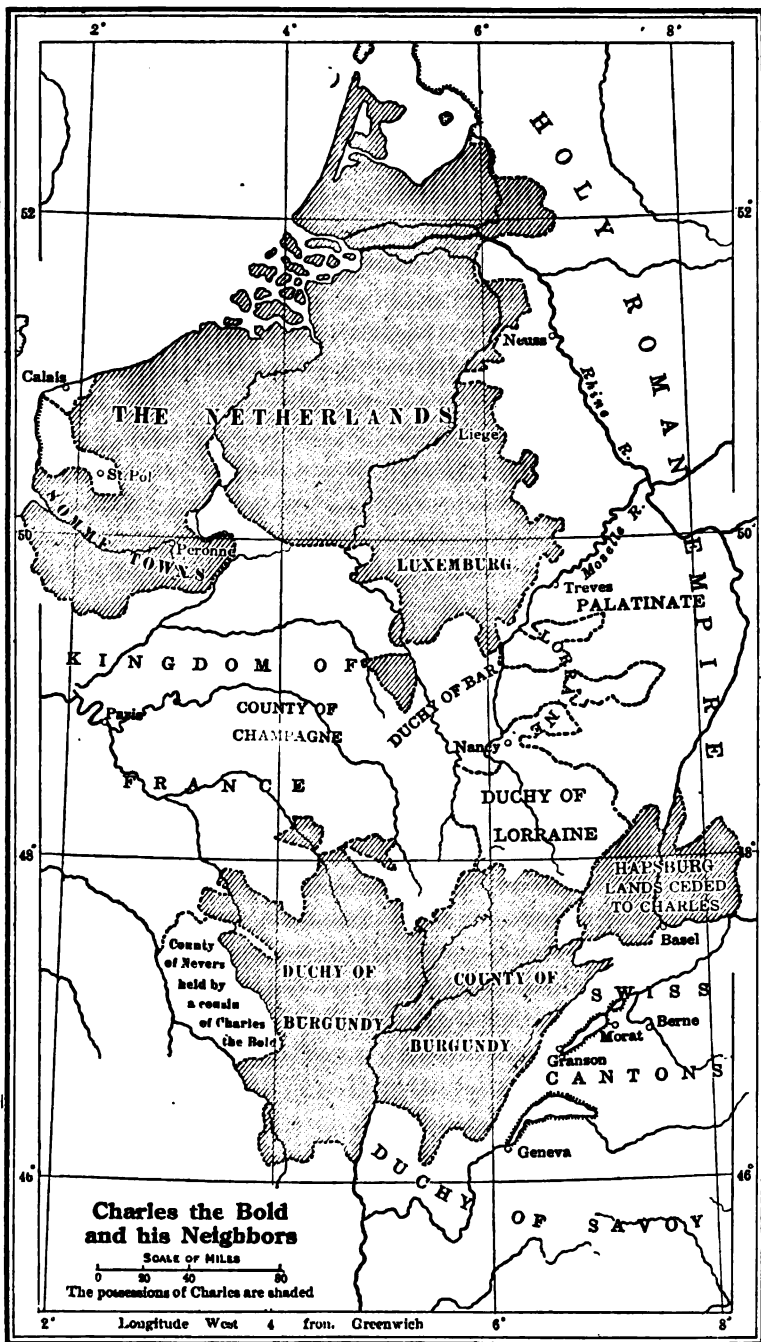 2° 4° 6° 8°
HOLY
ROMAN
EMPIRE
52° 52°
Neuss
Calais
Rhine R.
THE NETHERLANDS
Liege
St. Pol
SOMME TOWNS
50 50°
Peronne
Moselle R.
LUXEMBURG
Treves
PALATINATE
LORRAINE
KINGDOM OF
DUCHY OF BAR
COUNTY OF
CHAMPAGNE
Paris
Nancy
FRANCE
DUCHY OF
LORRAINE
48 48°
HAPSBURG
LANDS CEDED
TO CHARLES
Basel
County
of Nevers
held by
a cousin
of Charles
the Bold
DUCHY OF
BURGUNDY
COUNTY OF
BURGUNDY
SWISS
Morat
Berne
Granson
CANTONS
Geneva
46° 46
DUCHY
OF SAVOY
Charles the Bold
and his Neighbors
SCALE OF MILES
0 20 40 80
The possessions of Charles are shaded
2° Longitude West 4 from Greenwich 6° 8°